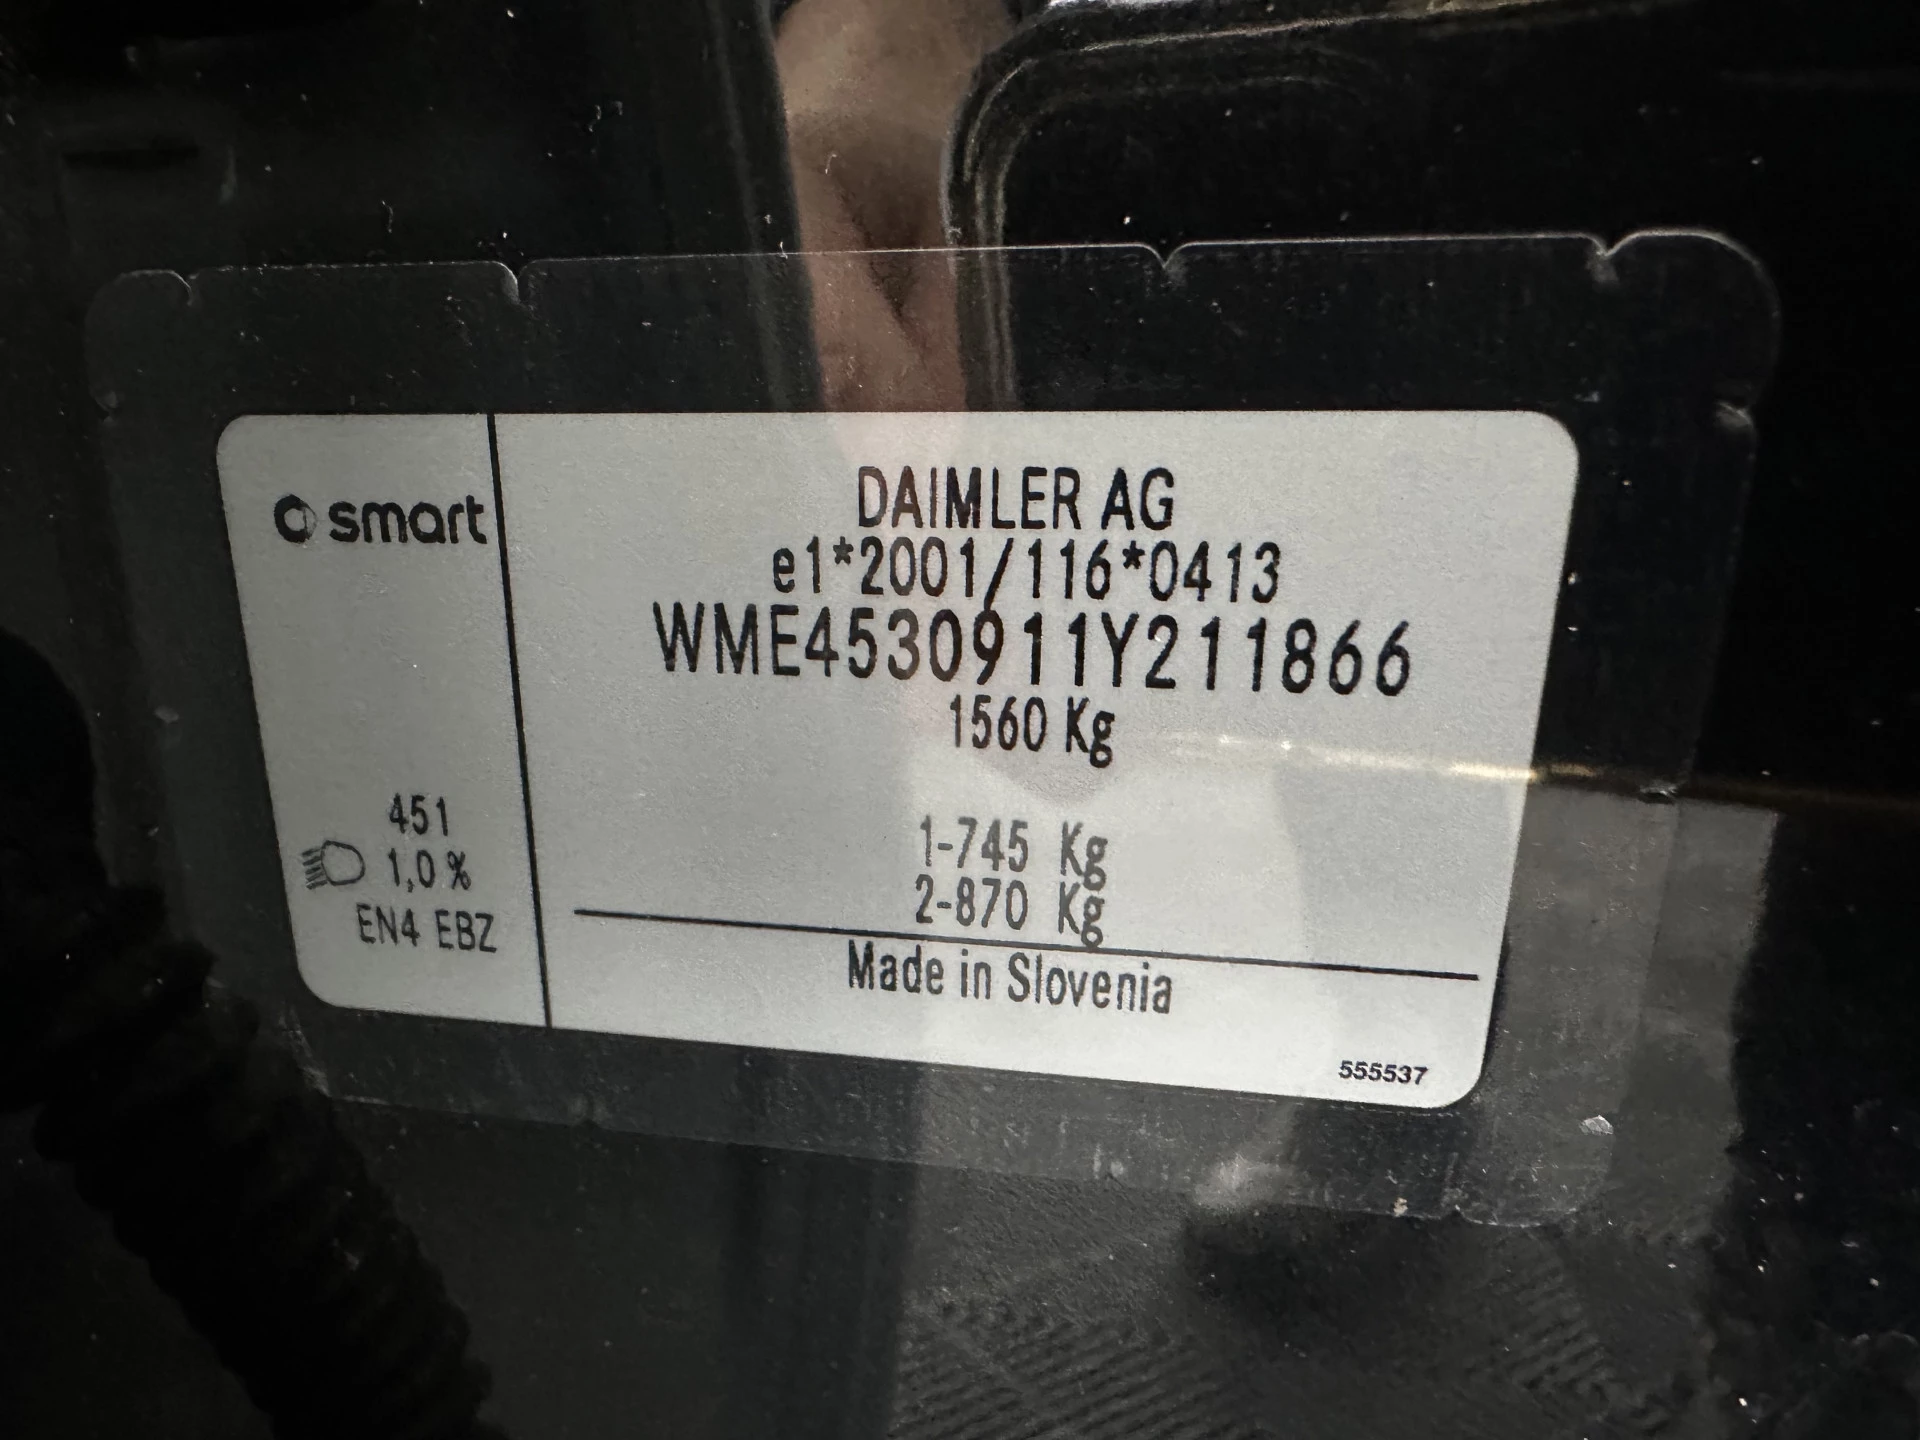 smart
DAIMLER AG
e1*2001/116*0413
WME4530911Y211866
1560 Kg
1-745 Kg
2-870 Kg
451
1,0%
EN4 EBZ
Made in Slovenia
555537